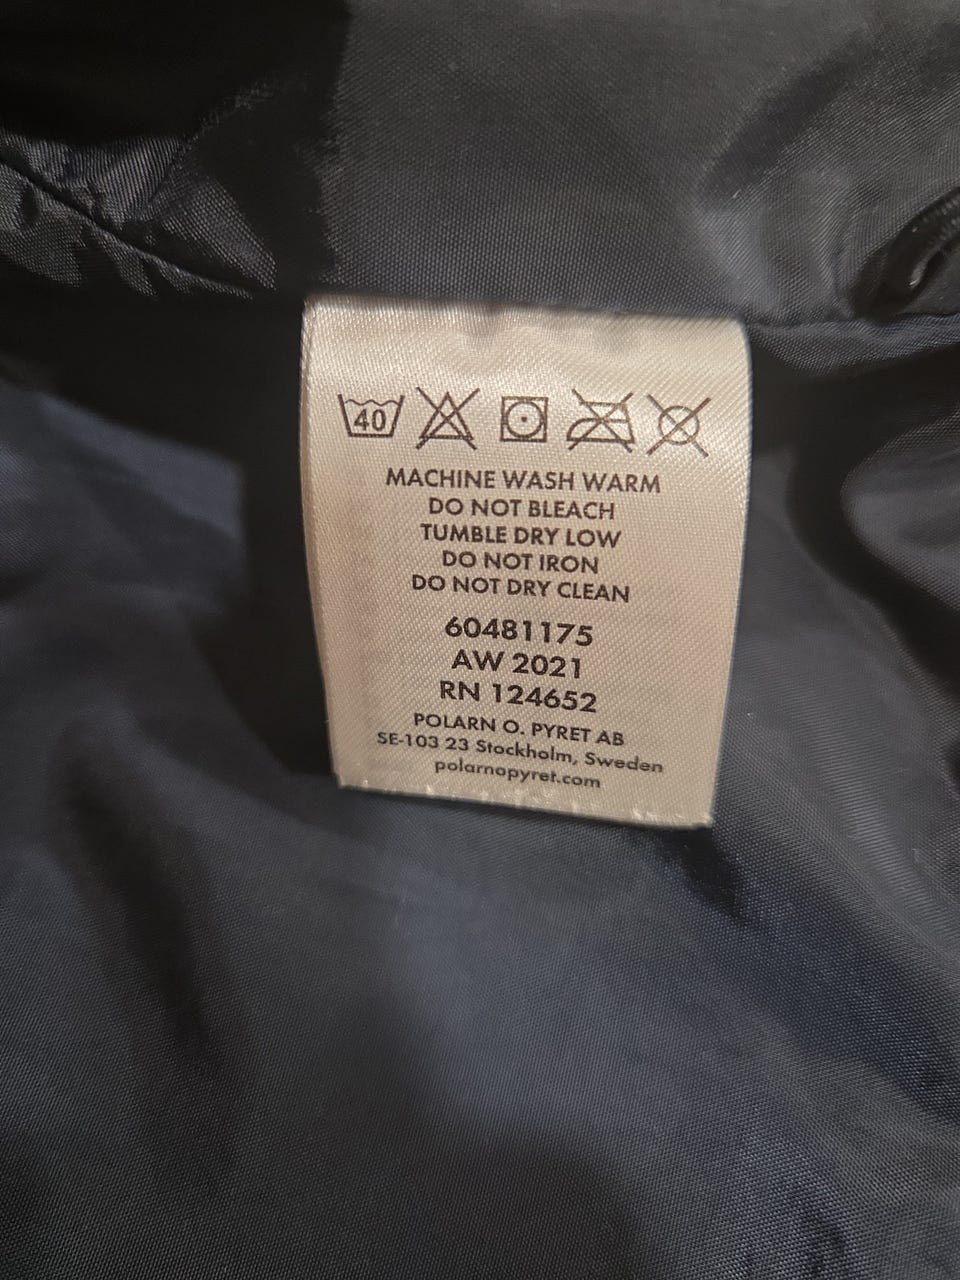 40
MACHINE WASH WARM
DO NOT BLEACH
TUMBLE DRY LOW
DO NOT IRON
DO NOT DRY CLEAN
60481175
AW 2021
RN 124652
POLARN O. PYRET AB
SE-103 23 Stockholm, Sweden
polarnopyret.com